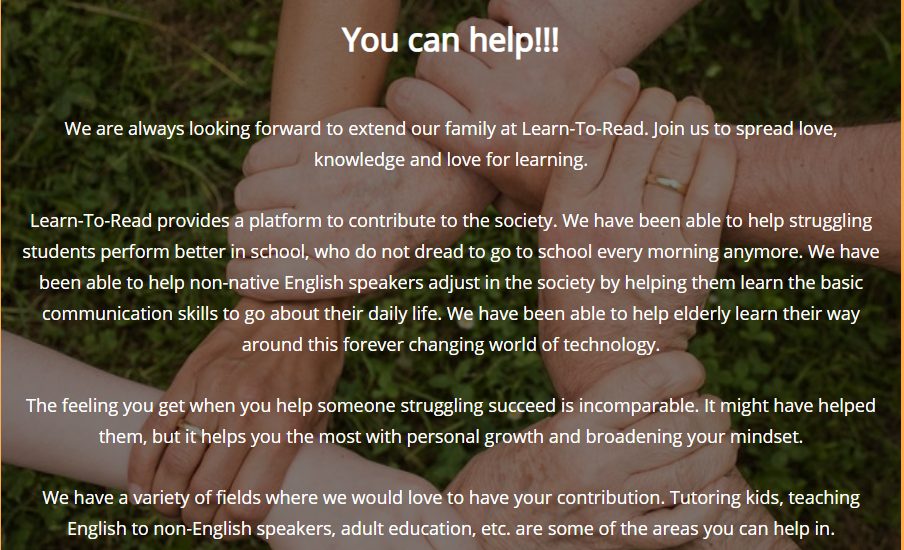 You can help!!!
We are always looking forward to extend our family at Learn-To-Read. Join us to spread love,
knowledge and love for learning.
Learn-To-Read provides a platform to contribute to the society. We have been able to help struggling
students perform better in school, who do not dread to go to school every morning anymore. We have
been able to help non-native English speakers adjust in the society by helping them learn the basic
communication skills to go about their daily life. We have been able to help elderly learn their way
around this forever changing world of technology.
The feeling you get when you help someone struggling succeed is incomparable. It might have helped
them, but it helps you the most with personal growth and broadening your mindset.
We have a variety of fields where we would love to have your contribution. Tutoring kids, teaching
English to non-English speakers, adult education, etc. are some of the areas you can help in.